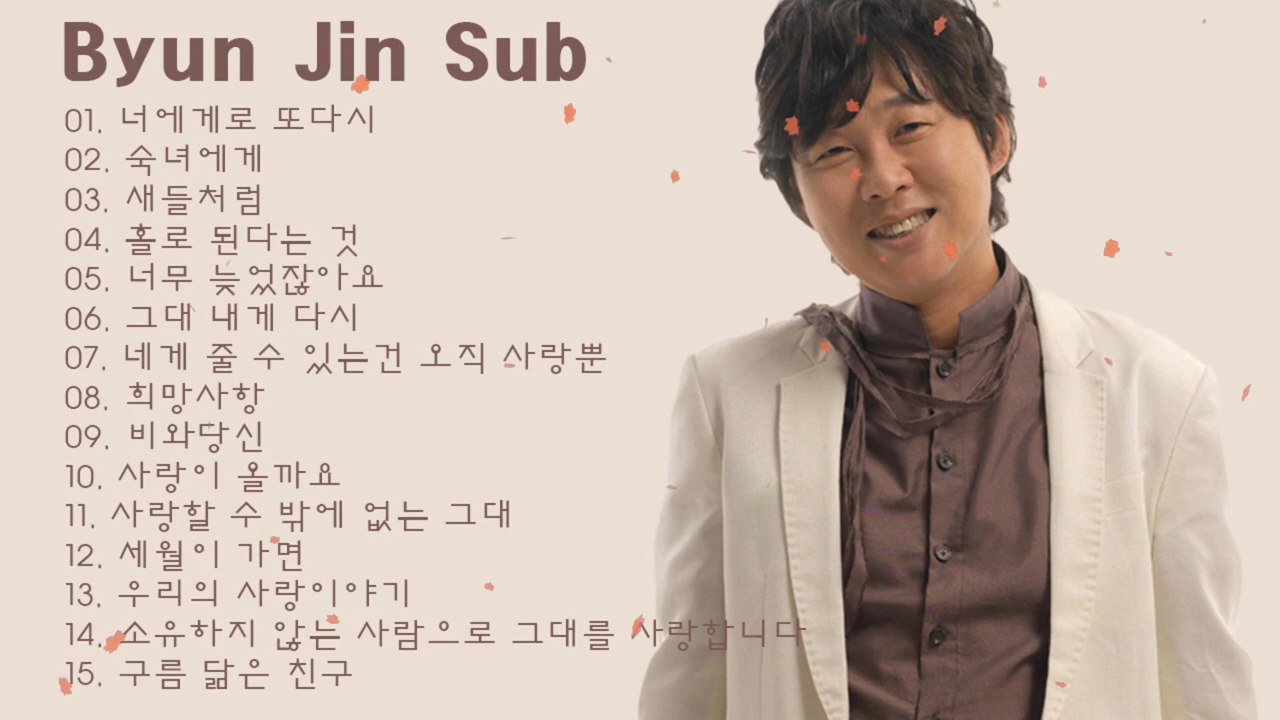 Byun Jin Sub
01. 너에게로 또다시
02. 숙녀에게
03. 새들처럼
04. 홀로 된다는 것
05. 너무 늦었잖아요
06. 그대 내게 다시
07. 네게 줄 수 있는건 오직 사랑뿐
08. 희망사항
09. 비와당신
10. 사랑이 올까요
11. 사랑할 수 밖에 없는 그대
12. 세월이 가면
13. 우리의 사랑이야기
14. 소유하지 않는 사람으로 그대를 사랑합니다
15. 구름 닮은 친구